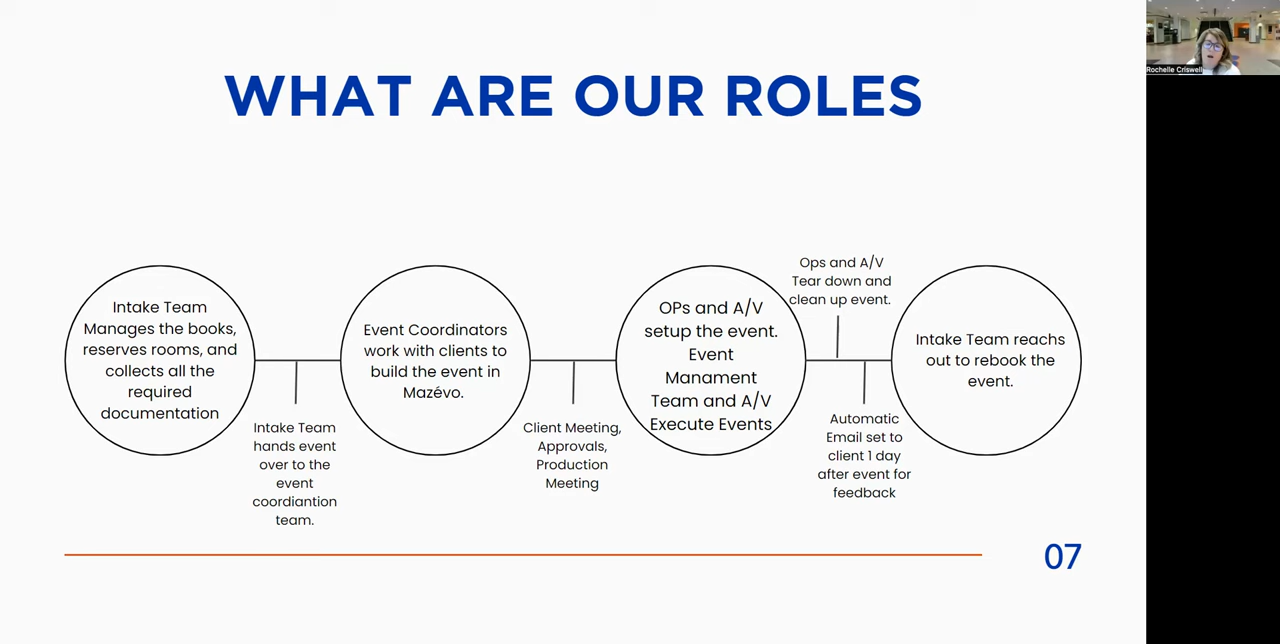 WHAT ARE OUR ROLES
Rochelle Criswell
Intake Team
Manages the books,
reserves rooms, and
collects all the
required
documentation
Intake Team
hands event
over to the
event
coordiantion
team.
Event Coordinators
work with clients to
build the event in
Mazévo.
Client Meeting,
Approvals,
Production
Meeting
OPs and A/V
setup the event.
Event
Manament
Team and A/V
Execute Events
Ops and A/V
Tear down and
clean up event.
Automatic
Email set to
client 1 day
after event for
feedback
Intake Team reaches
out to rebook the
event.
07